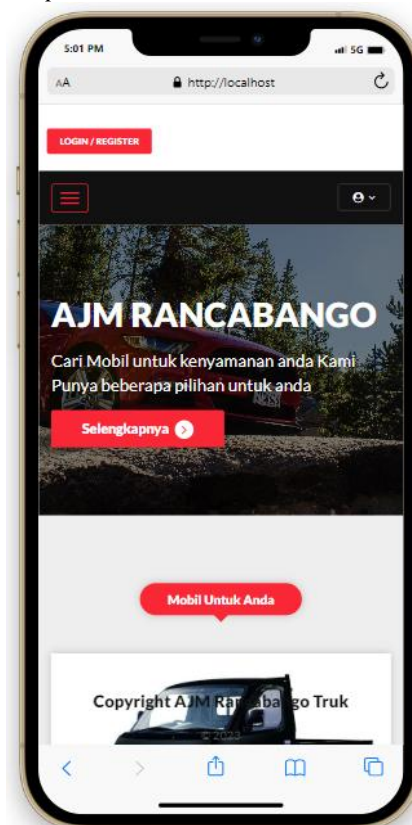 5:01 PM
5G
AA
http://localhost
LOGIN / REGISTER
AJM RANCABANGO
Cari Mobil untuk kenyamanan anda Kami
Punya beberapa pilihan untuk anda
Selengkapnya
Mobil Untuk Anda
Copyright AJM Rancabango Truk
© 2023